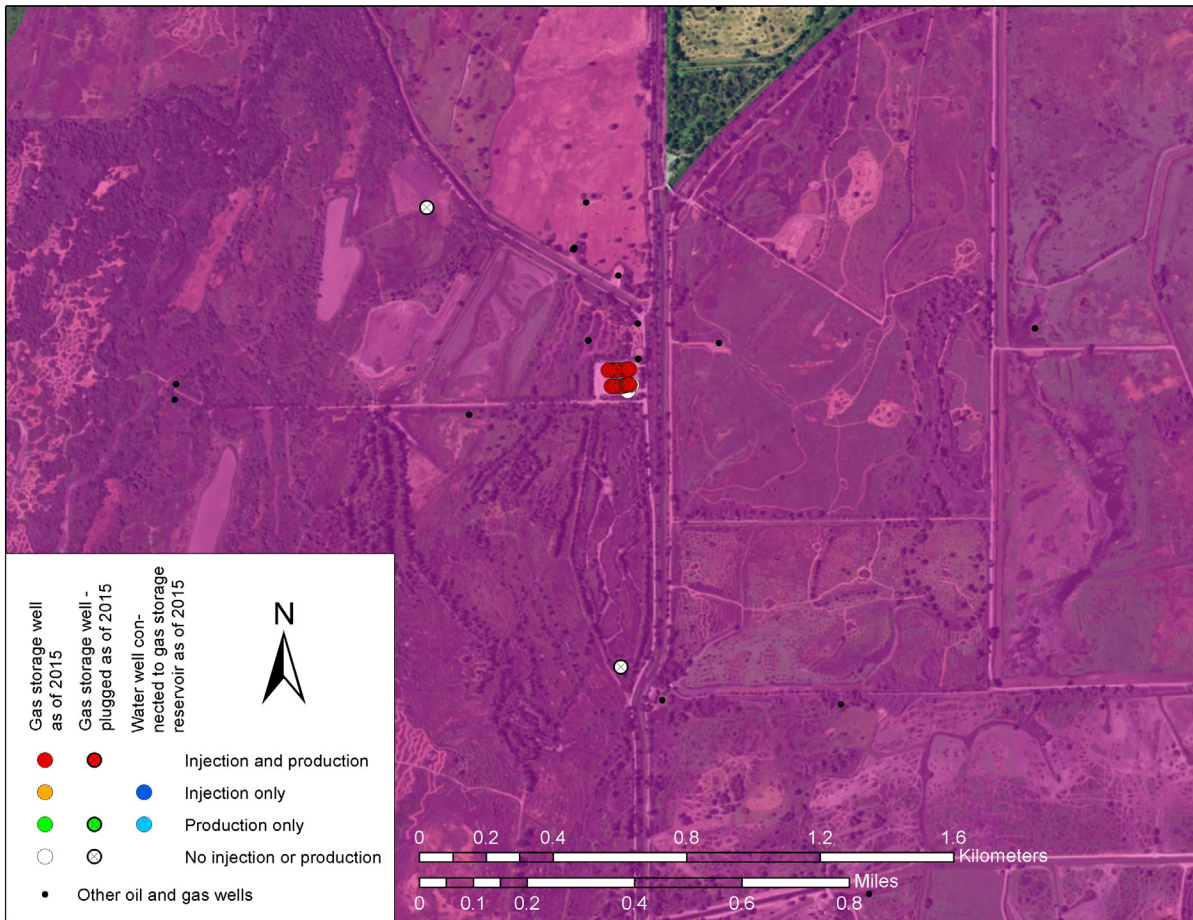 Gas storage well
as of 2015
Gas storage well -
plugged as of 2015
Water well con-
nected to gas storage
reservoir as of 2015
N
Injection and production
Injection only
Production only
No injection or production
Other oil and gas wells
0 0.2 0.4 0.8 1.2 1.6
Kilometers
Miles
0 0.1 0.2 0.4 0.6 0.8